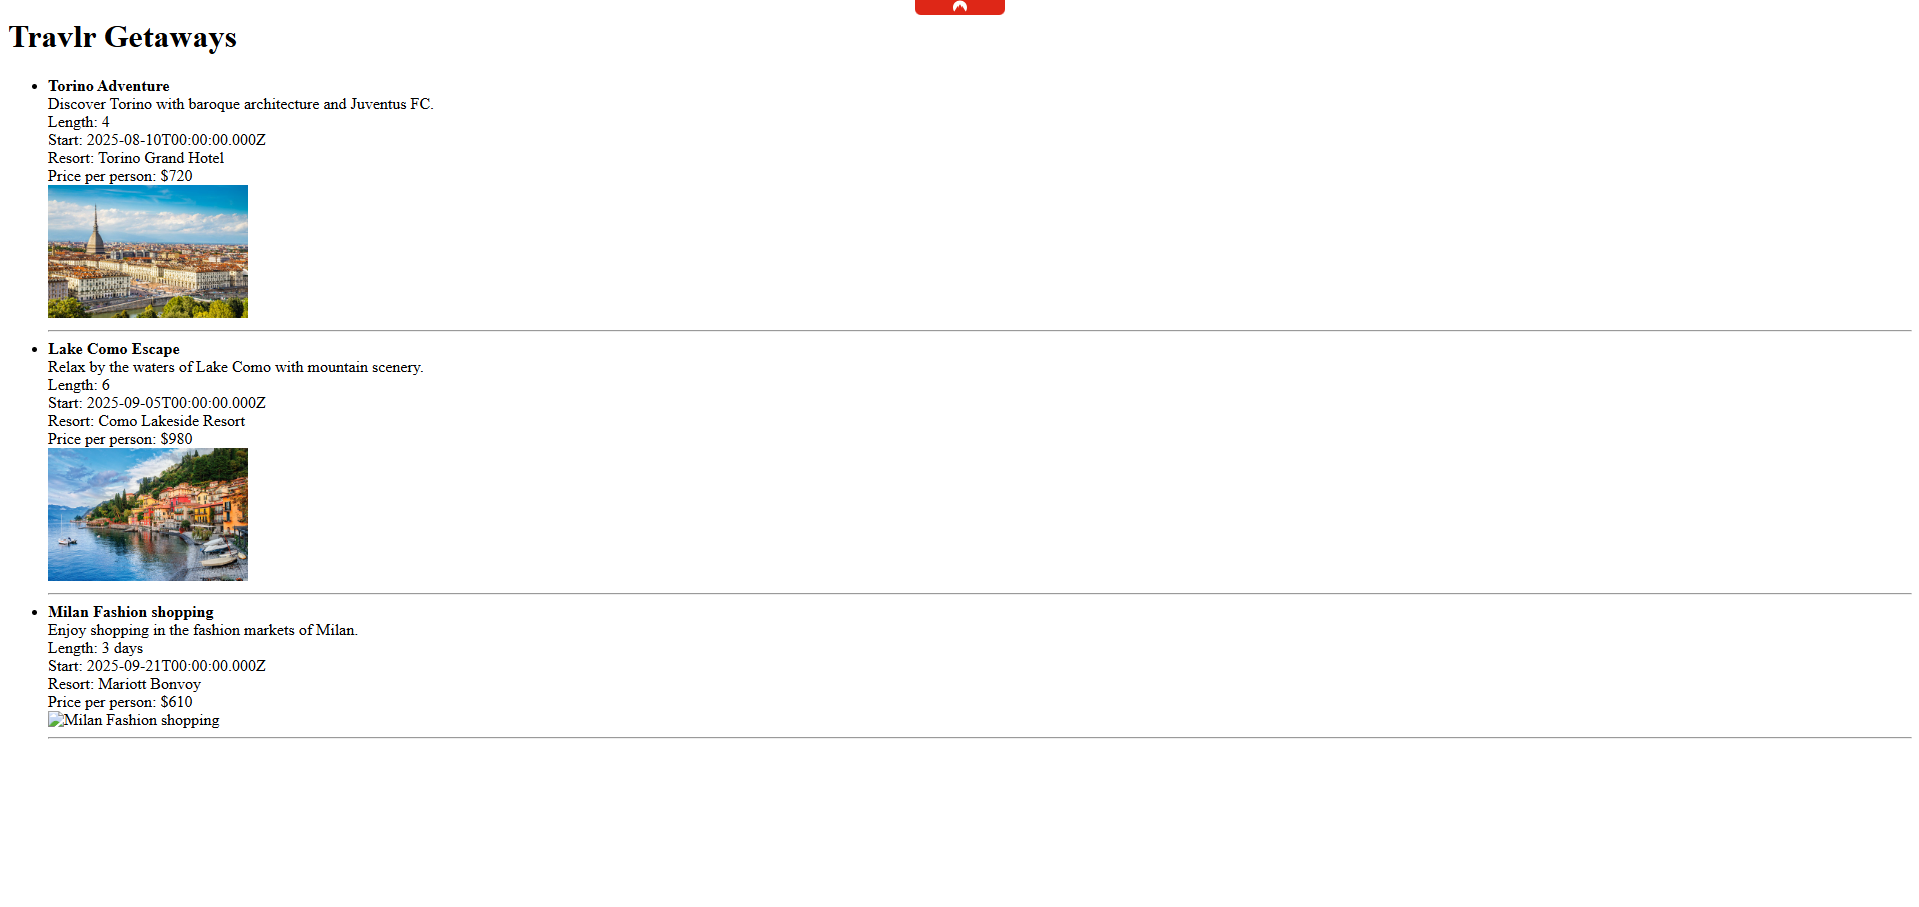 Travlr Getaways
Torino Adventure
Discover Torino with baroque architecture and Juventus FC.
Length: 4
Start: 2025-08-10T00:00:00.000Z
Resort: Torino Grand Hotel
Price per person: $720
Lake Como Escape
Relax by the waters of Lake Como with mountain scenery.
Length: 6
Start: 2025-09-05T00:00:00.000Z
Resort: Como Lakeside Resort
Price per person: $980
Milan Fashion shopping
Enjoy shopping in the fashion markets of Milan.
Length: 3 days
Start: 2025-09-21T00:00:00.000Z
Resort: Mariott Bonvoy
Price per person: $610
Milan Fashion shopping